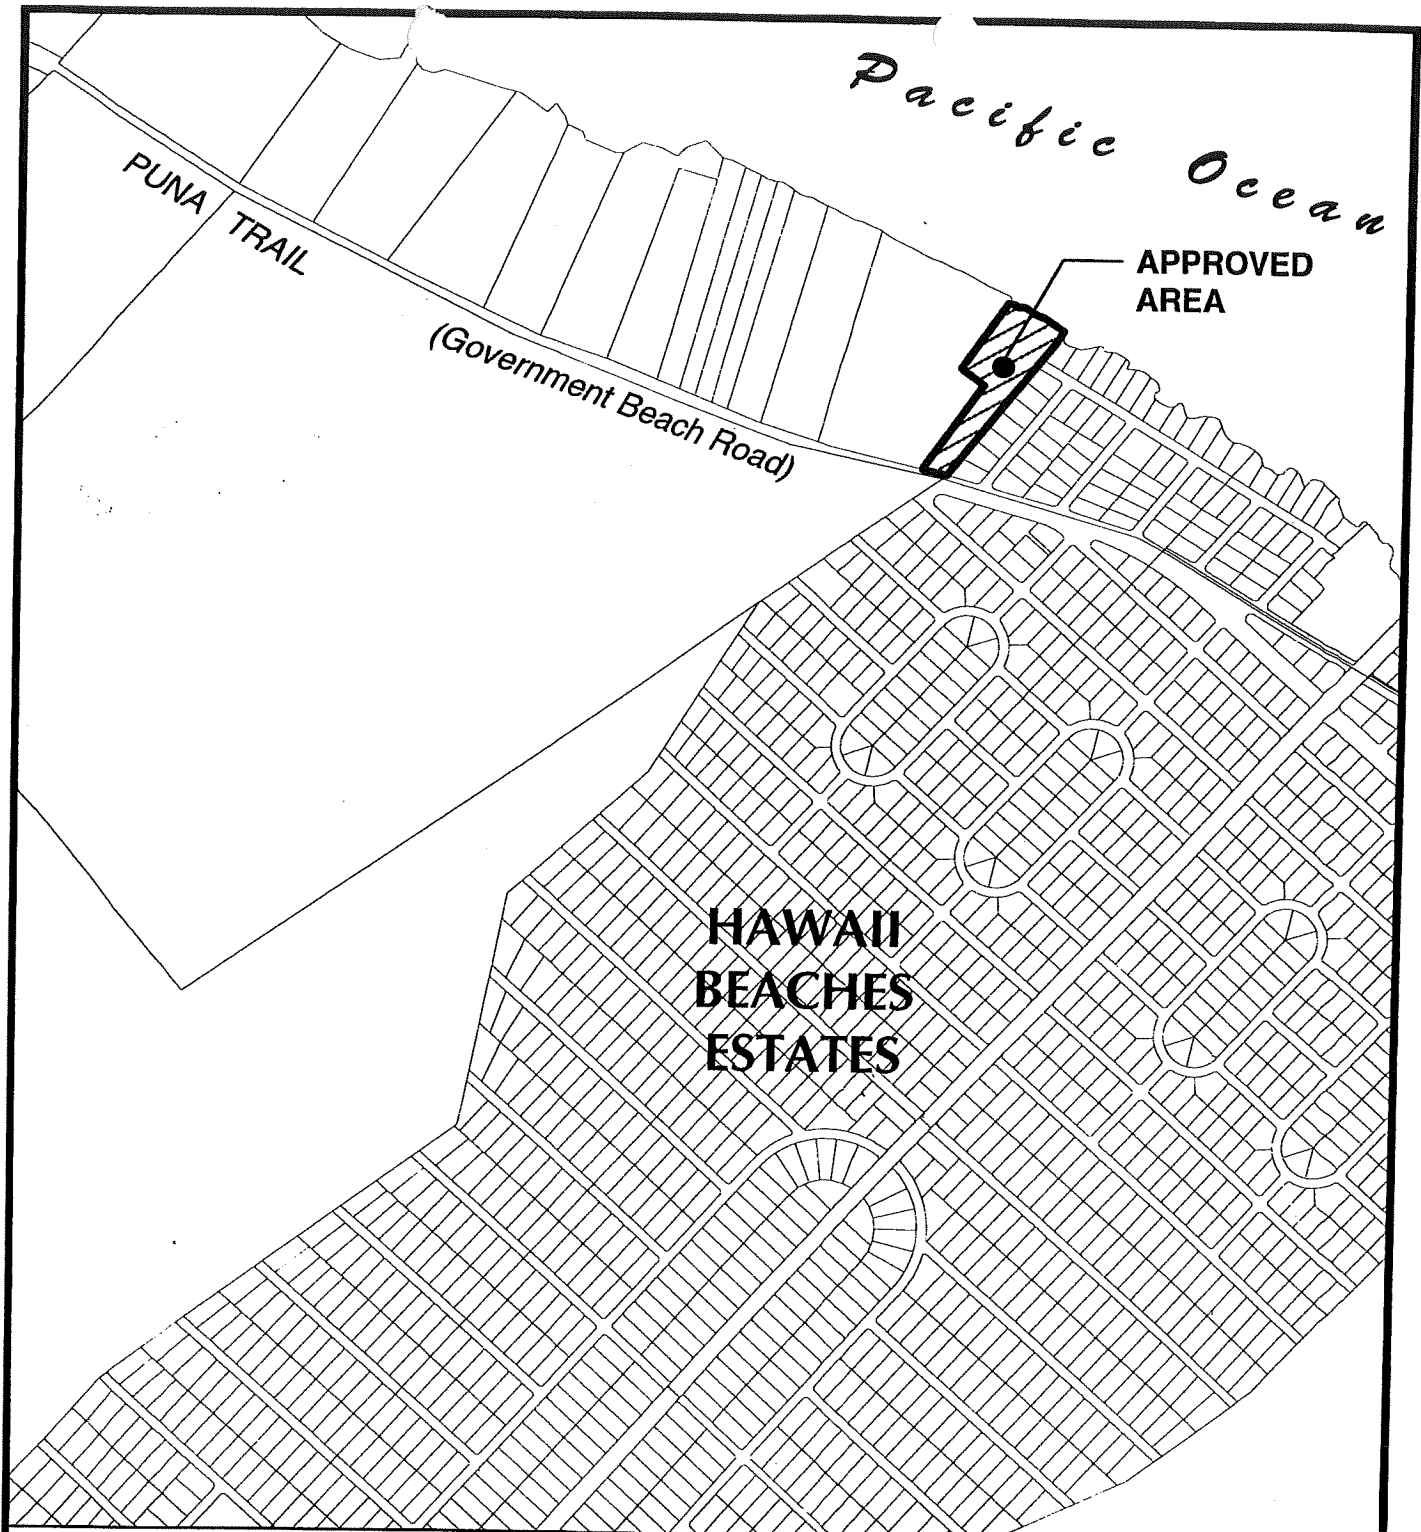 Pacific Ocean
APPROVED
AREA
PUNA TRAIL
(Government Beach Road)
HAWAII
BEACHES
ESTATES